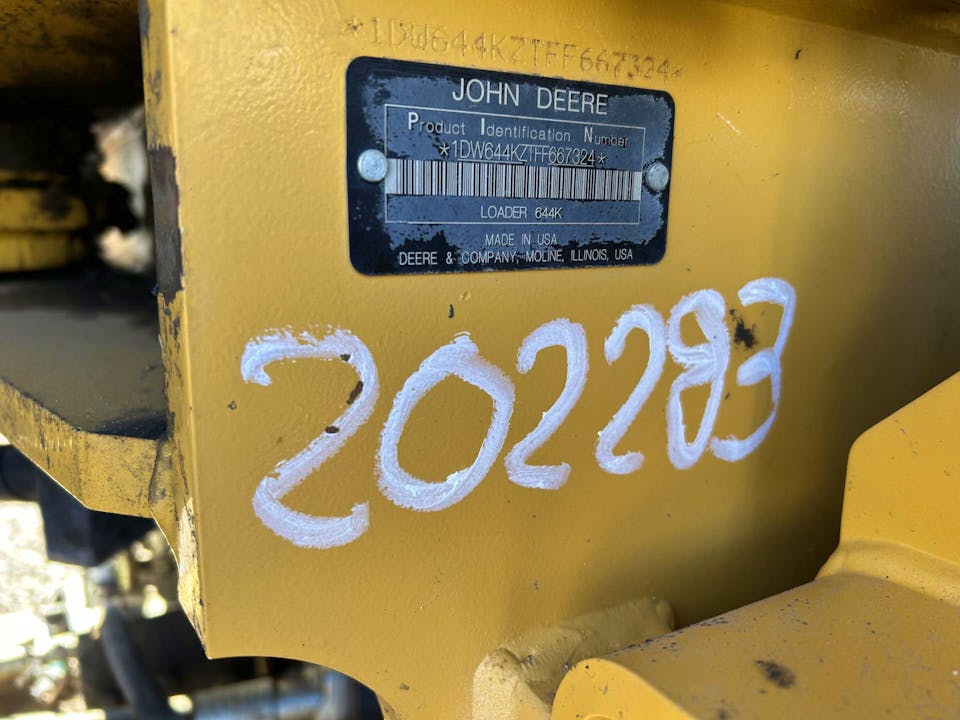 *1DW644KZTFF667324*
JOHN DEERE
Product Identification Number
*1DW644KZTFF667324*
LOADER 644K
MADE IN USA
DEERE & COMPANY, MOLINE, ILLINOIS, USA
202283